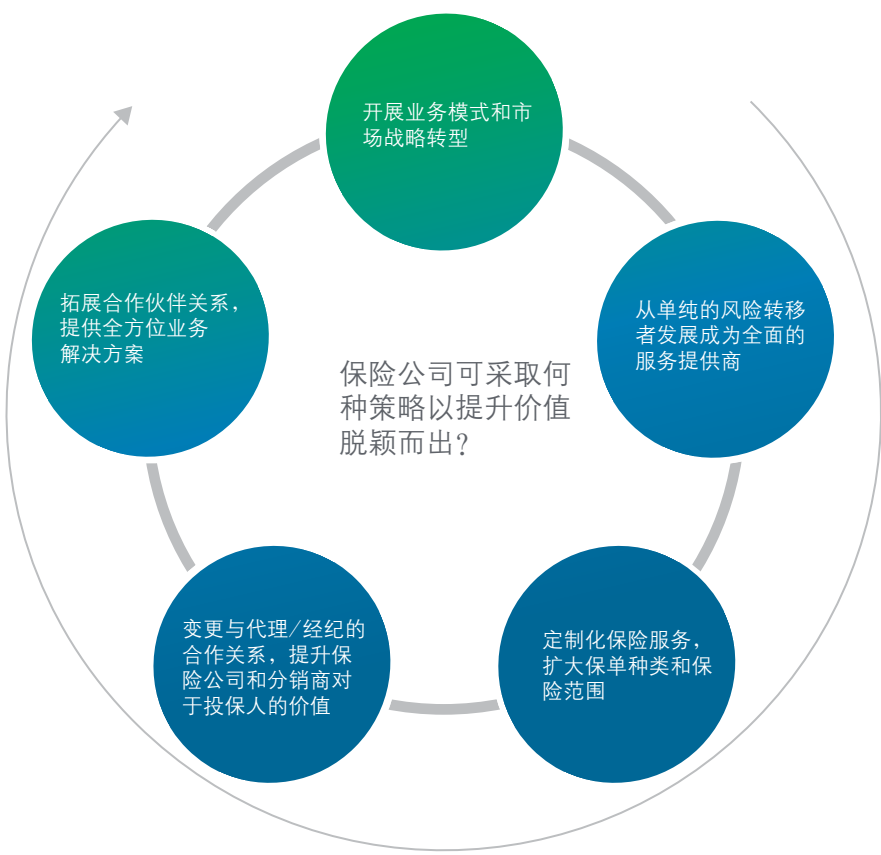 开展业务模式和市
场战略转型
从单纯的风险转移
者发展成为全面的
服务提供商
定制化保险服务，
扩大保单种类和保
险范围
变更与代理/经纪的
合作关系，提升保
险公司和分销商对
于投保人的价值
拓展合作伙伴关系，
提供全方位业务
解决方案
保险公司可采取何
种策略以提升价值
脱颖而出？